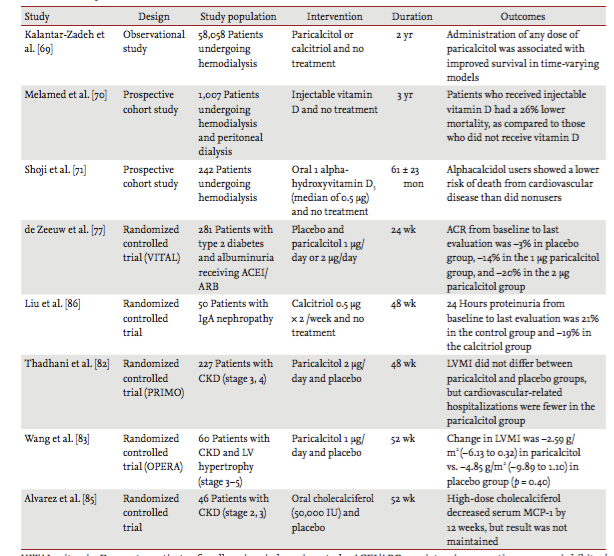 Study Design Study population Intervention Duration Outcomes
Kalantar-Zadeh et Observational 58,058 Patients Paricalcitol or 2 yr Administration of any dose of
al. [69] study undergoing calcitriol and no paricalcitol was associated with
hemodialysis treatment improved survival in time-varying
models
Melamed et al. [70] Prospective 1,007 Patients Injectable vitamin 3 yr Patients who received injectable
cohort study undergoing D and no treatment vitamin D had a 26% lower
hemodialysis mortality, as compared to those
and peritoneal who did not receive vitamin D
dialysis
Shoji et al. [71] Prospective 242 Patients Oral 1 alpha- 61 ± 23 Alphacalcidol users showed a lower
cohort study undergoing hydroxyvitamin D3 mon risk of death from cardiovascular
hemodialysis (median of 0.5 μg) disease than did nonusers
and no treatment
de Zeeuw et al. [77] Randomized 281 Patients with Placebo and 24 wk ACR from baseline to last
controlled type 2 diabetes paricalcitol 1 μg/ evaluation was –3% in placebo
trial (VITAL) and albuminuria day or 2 μg/day group, –14% in the 1 μg paricalcitol
receiving ACEI/ group, and –20% in the 2 μg
ARB paricalcitol group
Liu et al. [86] Randomized 50 Patients with Calcitriol 0.5 μg 48 wk 24 Hours proteinuria from
controlled IgA nephropathy x 2 /week and no baseline to last evaluation was 21%
trial treatment in the control group and –19% in
the calcitriol group
Thadhani et al. [82] Randomized 227 Patients with Paricalcitol 2 μg/ 48 wk LVMI did not differ between
controlled CKD (stage 3, 4) day and placebo paricalcitol and placebo groups,
trial (PRIMO) but cardiovascular-related
hospitalizations were fewer in the
paricalcitol group
Wang et al. [83] Randomized 60 Patients with Paricalcitol 1 μg/ 52 wk Change in LVMI was –2.59 g/
controlled CKD and LV day and placebo m² (–6.13 to 0.32) in paricalcitol
trial (OPERA) hypertrophy vs. –4.85 g/m² (–9.89 to 1.10) in
(stage 3–5) placebo group (p = 0.40)
Alvarez et al. [85] Randomized 46 Patients with Oral cholecalciferol 52 wk High-dose cholecalciferol
controlled CKD (stage 2, 3) (50,000 IU) and decreased serum MCP-1 by
trial placebo 12 weeks, but result was not
maintained